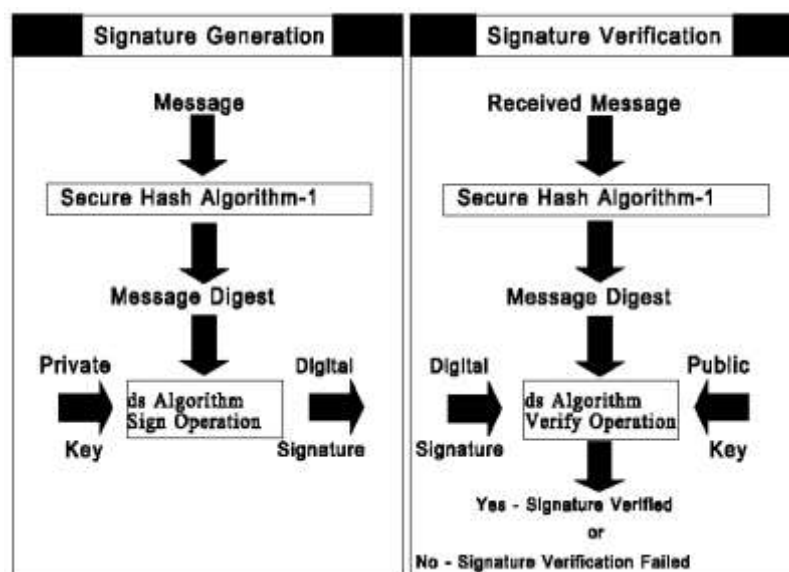 Signature Generation
Message
Secure Hash Algorithm-1
Message Digest
Private
Key
ds Algorithm
Sign Operation
Digital
Signature
Signature Verification
Received Message
Secure Hash Algorithm-1
Message Digest
Digital
Signature
ds Algorithm
Verify Operation
Public
Key
Yes - Signature Verified
or
No - Signature Verification Failed